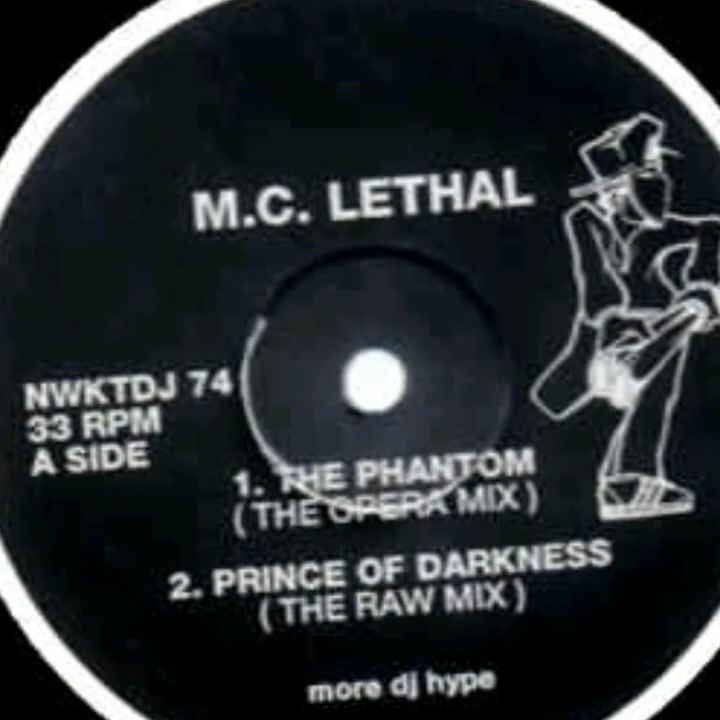 M.C. LETHAL
NWKTDJ 74
33 RPM
A SIDE
1. THE PHANTOM
( THE OPERA MIX )
2. PRINCE OF DARKNESS
( THE RAW MIX )
more dj hype